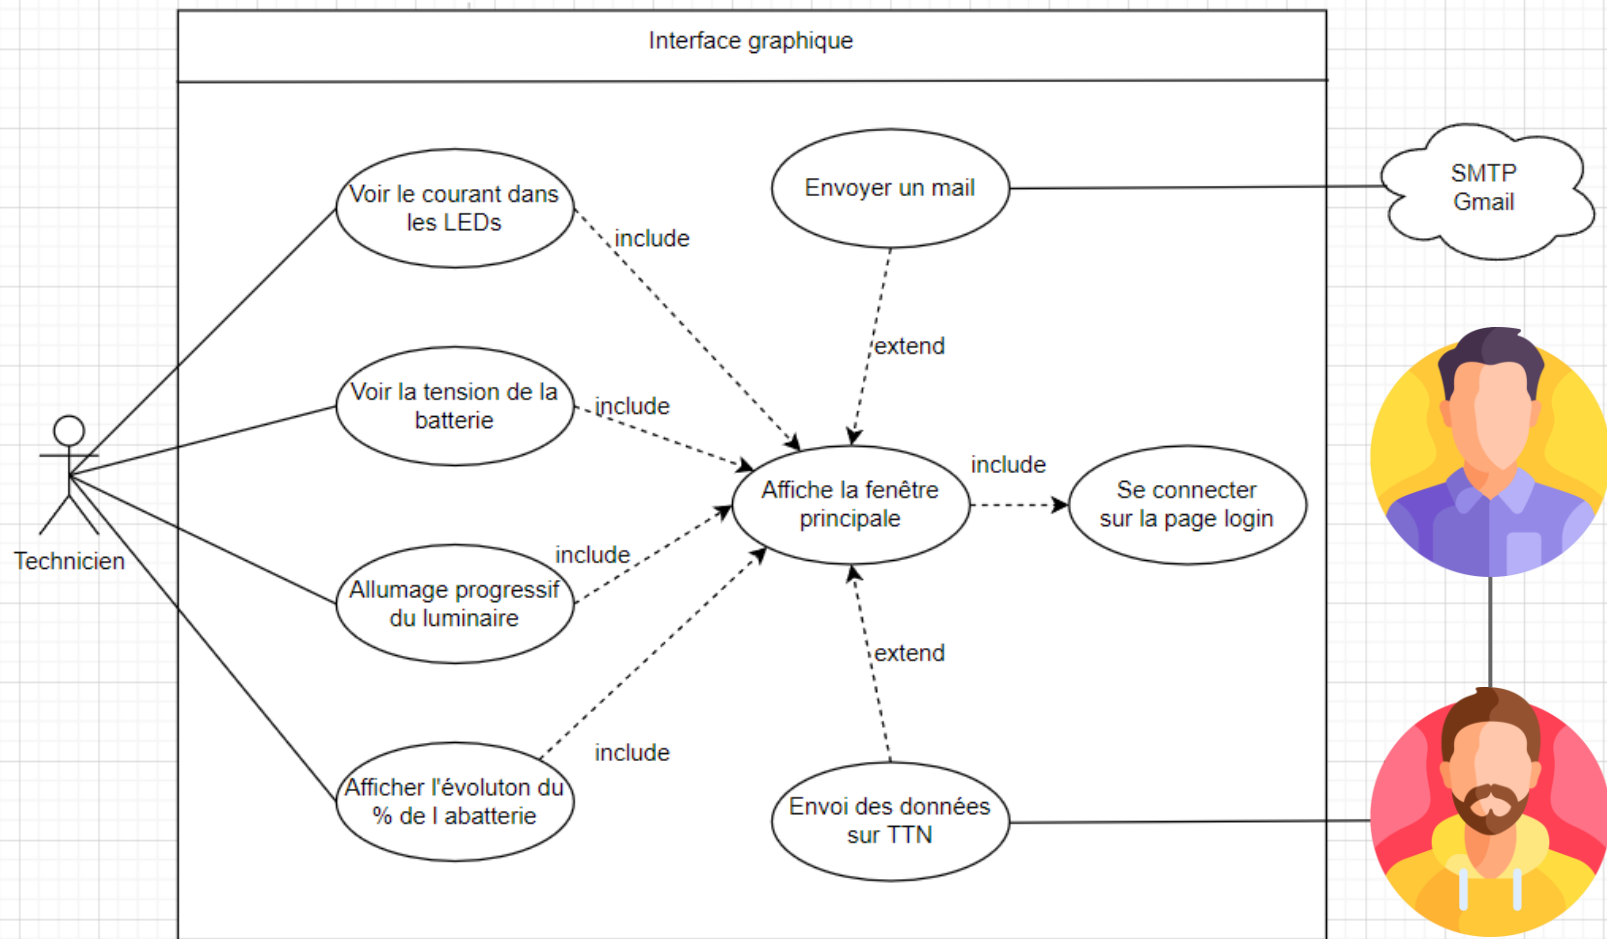 Interface graphique
Voir le courant dans
les LEDs
include
Envoyer un mail
SMTP
Gmail
extend
Voir la tension de la
batterie
include
Technicien
Affiche la fenêtre
principale
include
Se connecter
sur la page login
Allumage progressif
du luminaire
include
extend
Afficher l'évoluton du
% de l abatterie
include
Envoi des données
sur TTN